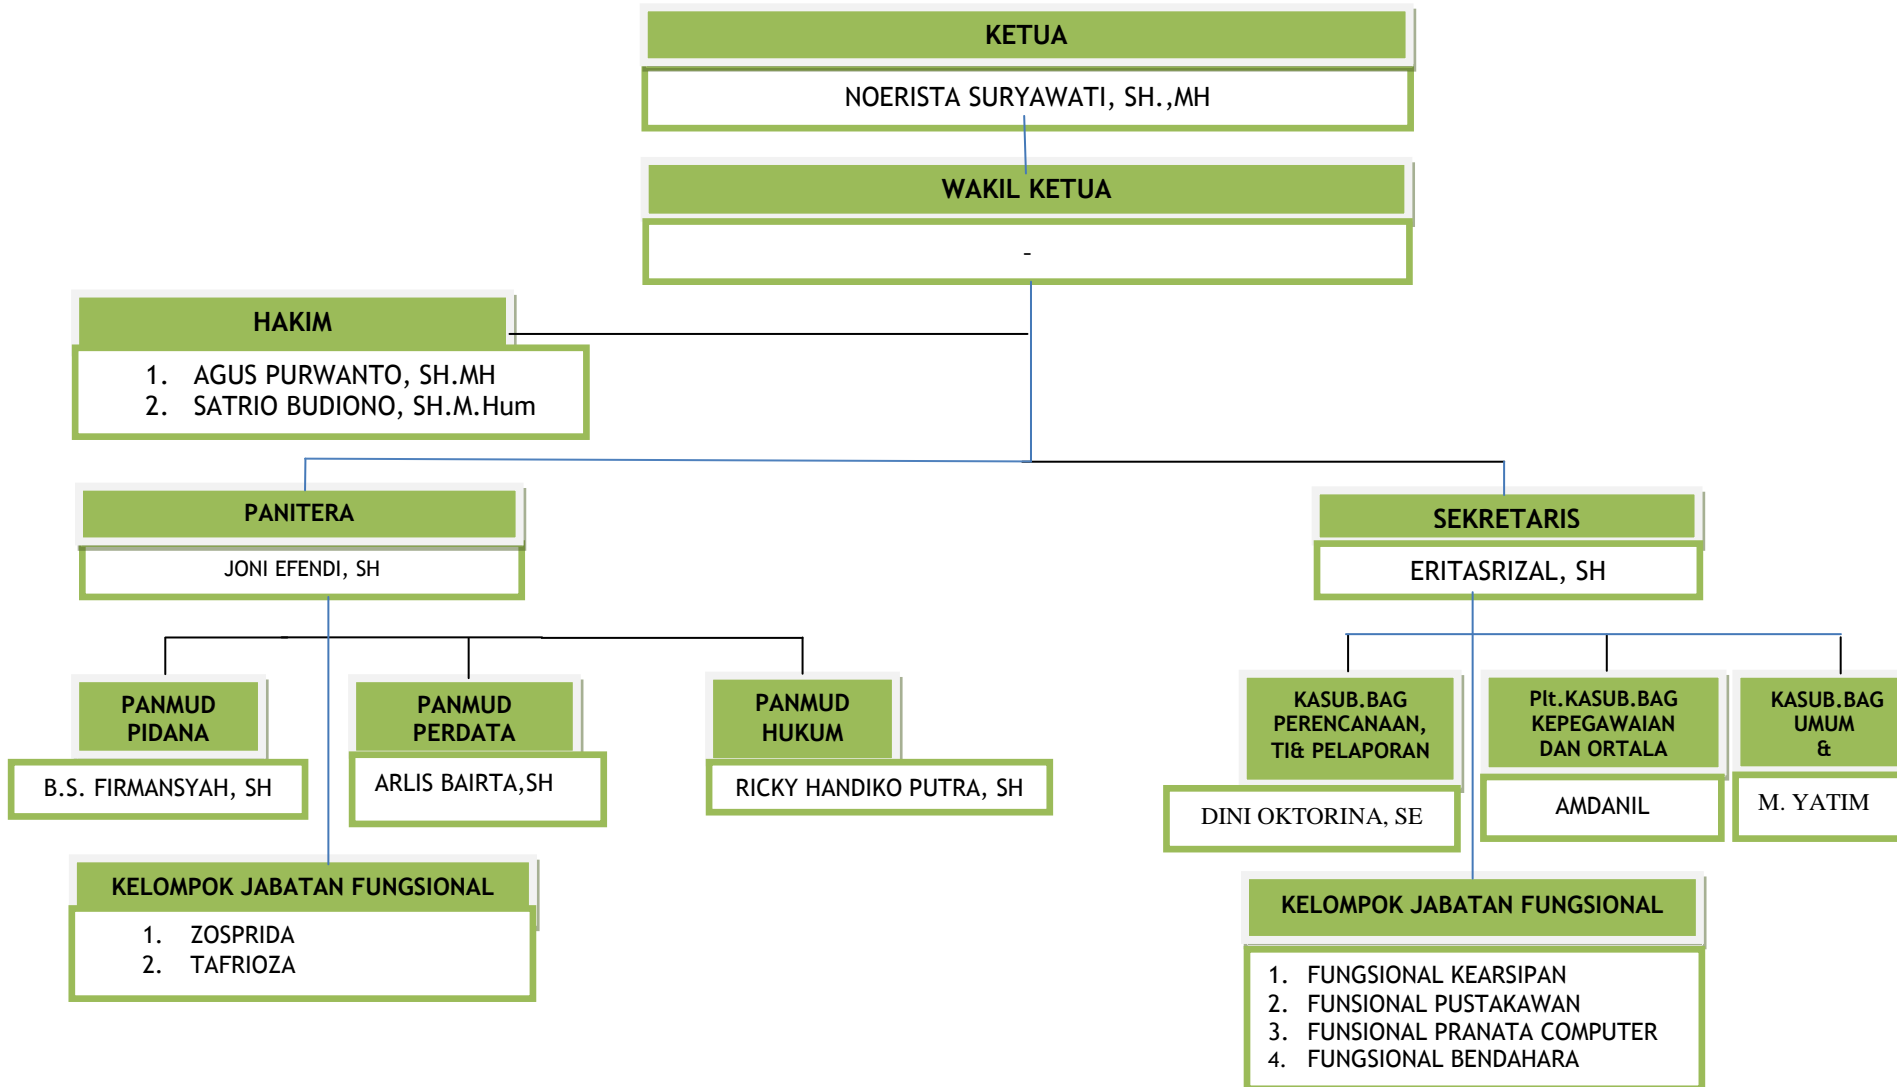 KETUA
NOERISTA SURYAWATI, SH.,MH
WAKIL KETUA
-
HAKIM
1. AGUS PURWANTO, SH.MH
2. SATRIO BUDIONO, SH.M.Hum
PANITERA
JONI EFENDI, SH
SEKRETARIS
ERITASRIZAL, SH
PANMUD
PIDANA
B.S. FIRMANSYAH, SH
PANMUD
PERDATA
ARLIS BAIRTA,SH
PANMUD
HUKUM
RICKY HANDIKO PUTRA, SH
KASUB.BAG
PERENCANAAN,
TI& PELAPORAN
DINI OKTORINA, SE
Plt.KASUB.BAG
KEPEGAWAIAN
DAN ORTALA
AMDANIL
KASUB.BAG
UMUM
&
M. YATIM
KELOMPOK JABATAN FUNGSIONAL
1. ZOSPRIDA
2. TAFRIOZA
KELOMPOK JABATAN FUNGSIONAL
1. FUNGSIONAL KEARSIPAN
2. FUNSIONAL PUSTAKAWAN
3. FUNSIONAL PRANATA COMPUTER
4. FUNGSIONAL BENDAHARA